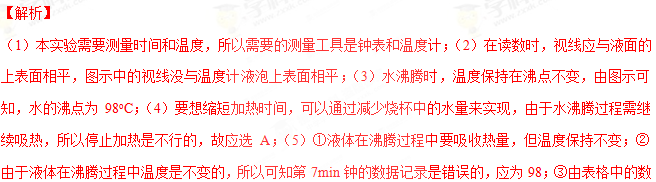 【解析】
（1）本实验需要测量时间和温度，所以需要的测量工具是钟表和温度计；（2）在读数时，视线应与液面的
上表面相平，图示中的视线没与温度计液泡上表面相平；（3）水沸腾时，温度保持在沸点不变，由图示可
知，水的沸点为 98°C；（4）要想缩短加热时间，可以通过减少烧杯中的水量来实现，由于水沸腾过程需继
续吸热，所以停止加热是不行的，故应选 A；（5）①液体在沸腾过程中要吸收热量，但温度保持不变；②
由于液体在沸腾过程中温度是不变的，所以可知第 7min 钟的数据记录是错误的，应为 98；③由表格中的数